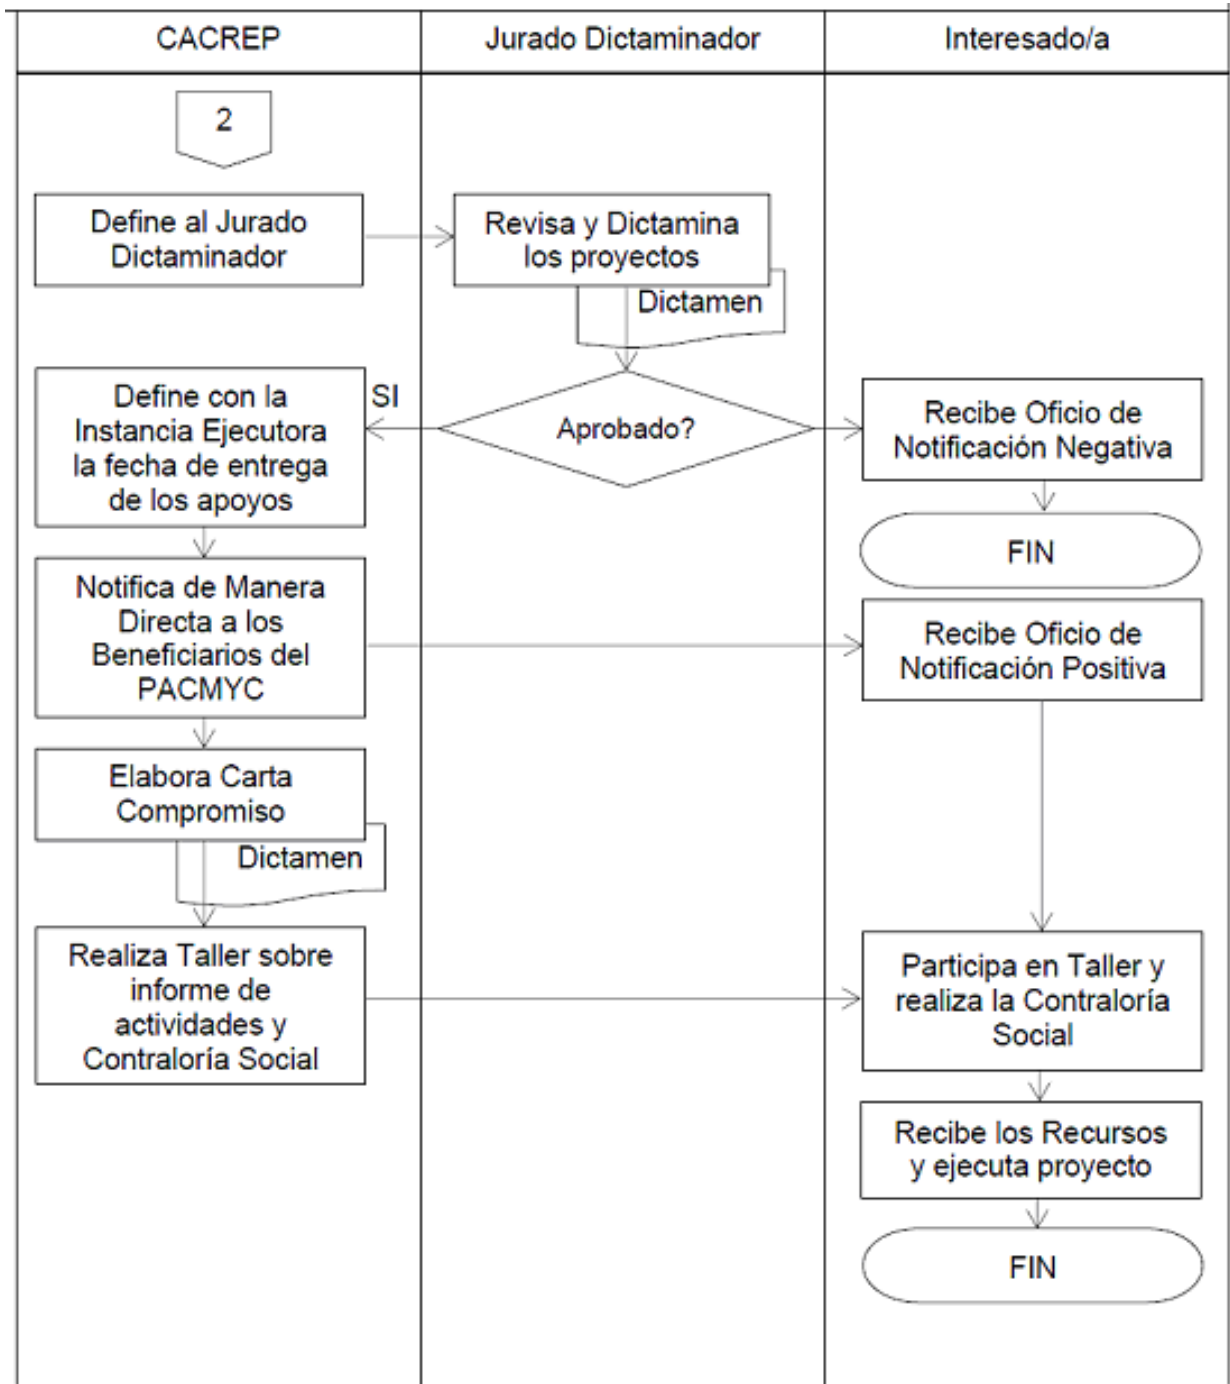 CACREP
Jurado Dictaminador
Interesado/a
2
Define al Jurado
Dictaminador
Revisa y Dictamina
los proyectos
Dictamen
Aprobado?
SI
Define con la
Instancia Ejecutora
la fecha de entrega
de los apoyos
Recibe Oficio de
Notificación Negativa
FIN
Notifica de Manera
Directa a los
Beneficiarios del
PACMYC
Recibe Oficio de
Notificación Positiva
Elabora Carta
Compromiso
Dictamen
Realiza Taller sobre
informe de
actividades y
Contraloría Social
Participa en Taller y
realiza la Contraloría
Social
Recibe los Recursos
y ejecuta proyecto
FIN